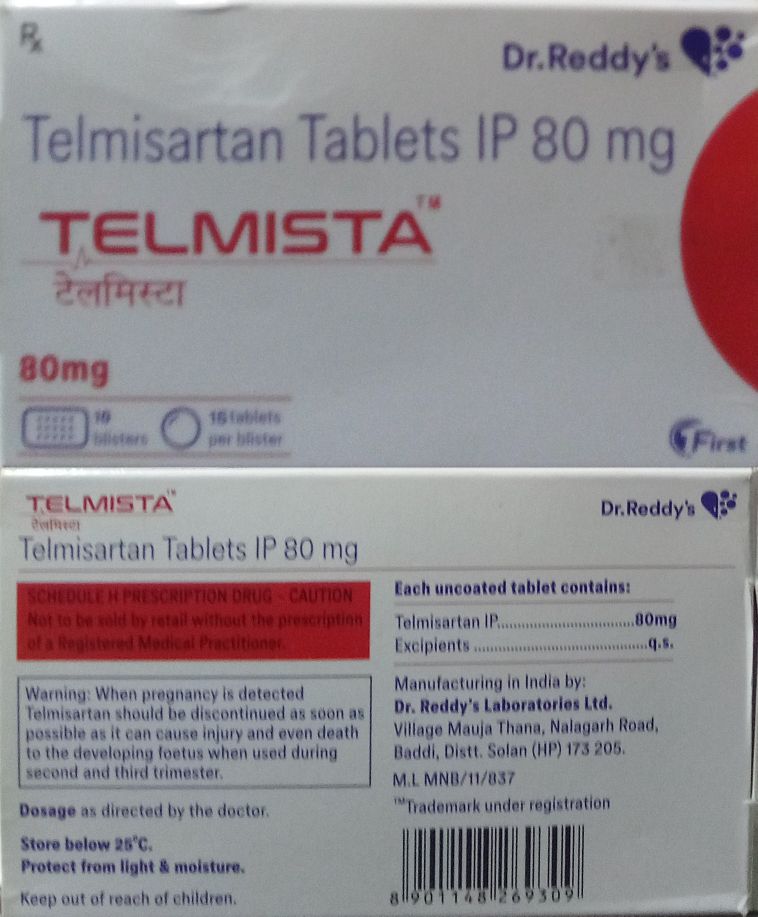 Rx
Dr.Reddy's
Telmisartan Tablets IP 80 mg
TELMISTA™
टेलमिस्टा
80mg
10 blisters
15 tablets per blister
First
TELMISTA™
टेलमिस्टा
Dr.Reddy's
Telmisartan Tablets IP 80 mg
SCHEDULE H PRESCRIPTION DRUG - CAUTION
Not to be sold by retail without the prescription
of a Registered Medical Practitioner.
Warning: When pregnancy is detected
Telmisartan should be discontinued as soon as
possible as it can cause injury and even death
to the developing foetus when used during
second and third trimester.
Dosage as directed by the doctor.
Store below 25°C.
Protect from light & moisture.
Keep out of reach of children.
Each uncoated tablet contains:
Telmisartan IP................................80mg
Excipients .........................................q.s.
Manufacturing in India by:
Dr. Reddy's Laboratories Ltd.
Village Mauja Thana, Nalagarh Road,
Baddi, Distt. Solan (HP) 173 205.
M.L MNB/11/837
™Trademark under registration
8 901148 269309